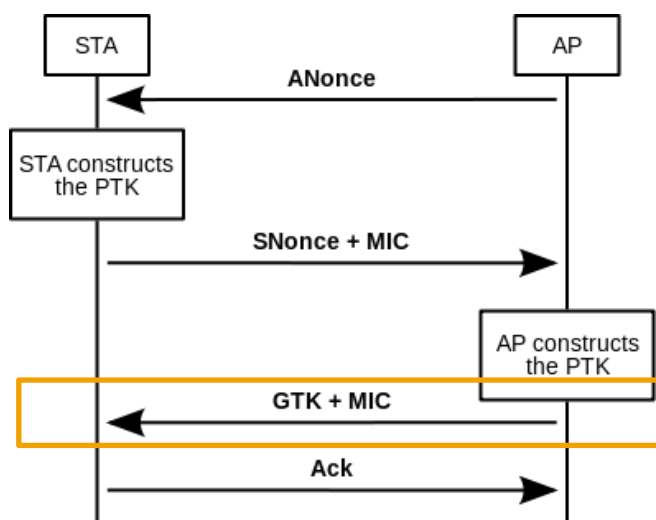 STA
AP
ANonce
STA constructs
the PTK
SNonce + MIC
AP constructs
the PTK
GTK + MIC
Ack